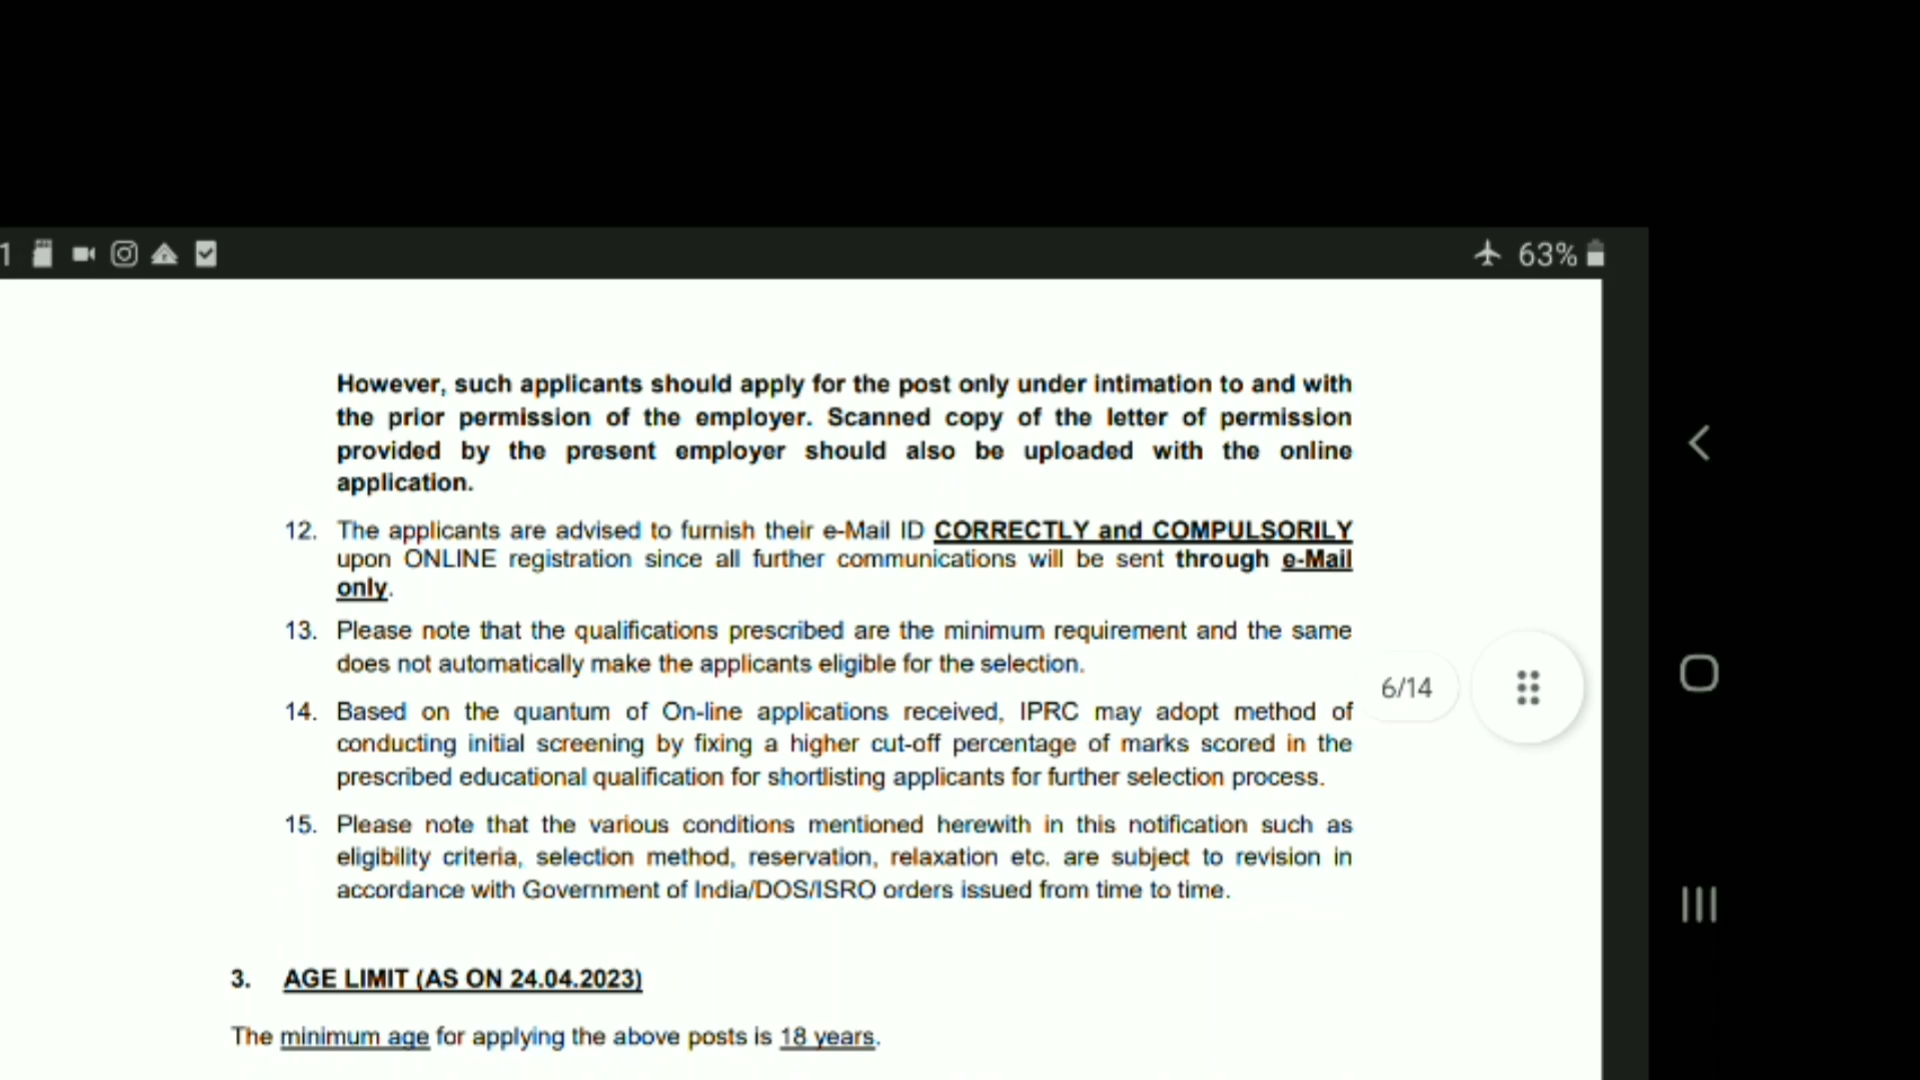 1
63%
However, such applicants should apply for the post only under intimation to and with
the prior permission of the employer. Scanned copy of the letter of permission
provided by the present employer should also be uploaded with the online
application.
12. The applicants are advised to furnish their e-Mail ID CORRECTLY and COMPULSORILY
upon ONLINE registration since all further communications will be sent through e-Mail
only.
13. Please note that the qualifications prescribed are the minimum requirement and the same
does not automatically make the applicants eligible for the selection.
6/14
14. Based on the quantum of On-line applications received, IPRC may adopt method of
conducting initial screening by fixing a higher cut-off percentage of marks scored in the
prescribed educational qualification for shortlisting applicants for further selection process.
15. Please note that the various conditions mentioned herewith in this notification such as
eligibility criteria, selection method, reservation, relaxation etc. are subject to revision in
accordance with Government of India/DOS/ISRO orders issued from time to time.
3. AGE LIMIT (AS ON 24.04.2023)
The minimum age for applying the above posts is 18 years.